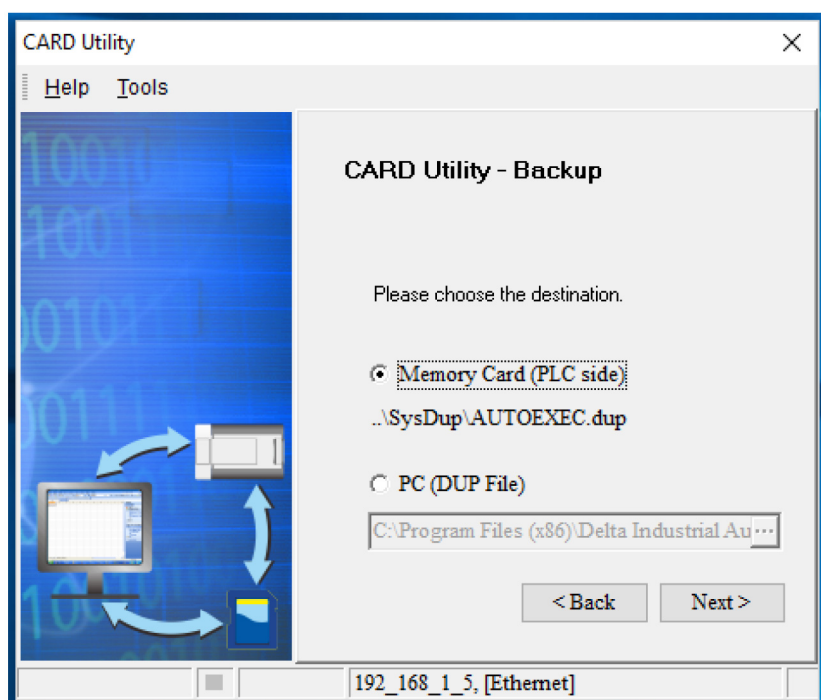 CARD Utility
Help Tools
CARD Utility - Backup
Please choose the destination.
Memory Card (PLC side)
..\SysDup\AUTOEXEC.dup
PC (DUP File)
C:\Program Files (x86)\Delta Industrial Au ...
< Back Next >
192_168_1_5, [Ethernet]